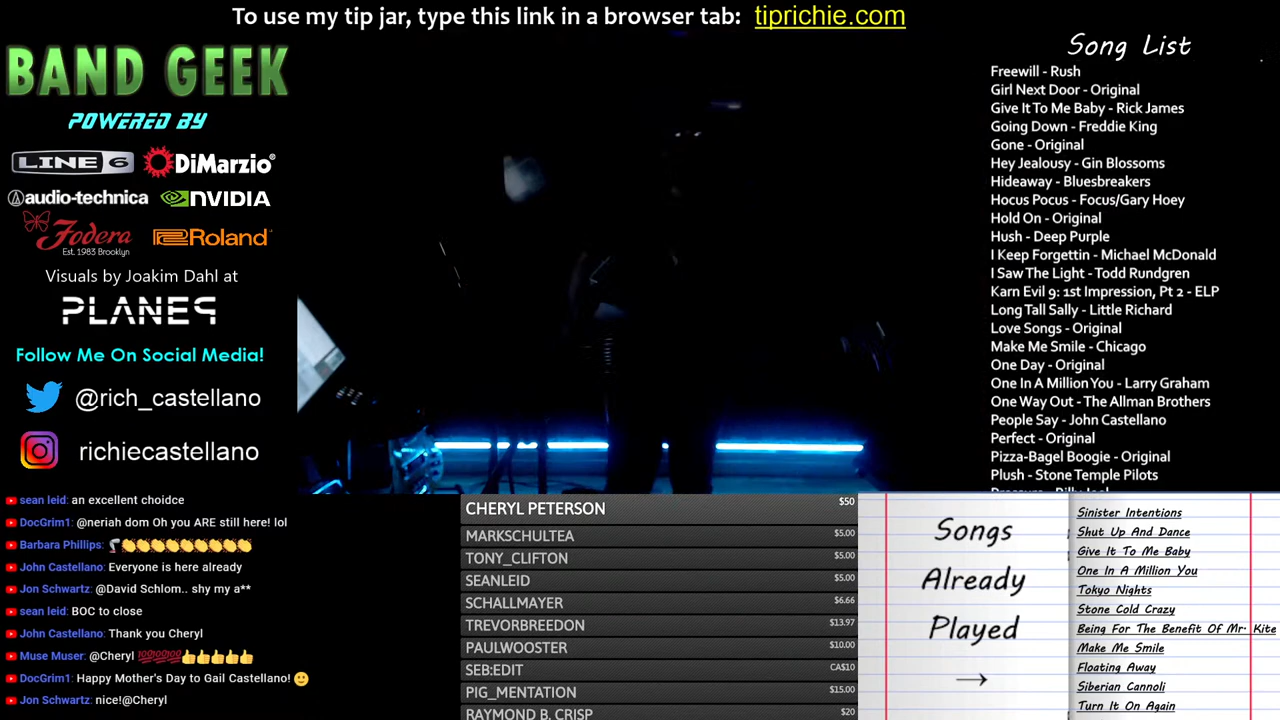 To use my tip jar, type this link in a browser tab: tiprichie.com
BAND GEEK
POWERED BY
LINE 6
DiMarzio®
audio-technica
NVIDIA
Fodera
Est. 1983 Brooklyn
Roland
Visuals by Joakim Dahl at
PLANE9
Follow Me On Social Media!
@rich_castellano
richiecastellano
sean leid: an excellent choidce
DocGrim1: @neriah dom Oh you ARE still here! lol
Barbara Phillips:
John Castellano: Everyone is here already
Jon Schwartz: @David Schlom.. shy my a**
sean leid: BOC to close
John Castellano: Thank you Cheryl
Muse Muser: @Cheryl 💯💯💯👍👍👍👍👍
DocGrim1: Happy Mother's Day to Gail Castellano! 🙂
Jon Schwartz: nice!@Cheryl
CHERYL PETERSON $50
MARKSCHULTEA $5.00
TONY_CLIFTON $5.00
SEANLEID $5.00
SCHALLMAYER $6.66
TREVORBREEDON $13.97
PAULWOOSTER $10.00
SEB:EDIT CA$10
PIG_MENTATION $15.00
RAYMOND B. CRISP $20
Song List
Freewill - Rush
Girl Next Door - Original
Give It To Me Baby - Rick James
Going Down - Freddie King
Gone - Original
Hey Jealousy - Gin Blossoms
Hideaway - Bluesbreakers
Hocus Pocus - Focus/Gary Hoey
Hold On - Original
Hush - Deep Purple
I Keep Forgettin - Michael McDonald
I Saw The Light - Todd Rundgren
Karn Evil 9: 1st Impression, Pt 2 - ELP
Long Tall Sally - Little Richard
Love Songs - Original
Make Me Smile - Chicago
One Day - Original
One In A Million You - Larry Graham
One Way Out - The Allman Brothers
People Say - John Castellano
Perfect - Original
Pizza-Bagel Boogie - Original
Plush - Stone Temple Pilots
Songs
Already
Played
→
Sinister Intentions
Shut Up And Dance
Give It To Me Baby
One In A Million You
Tokyo Nights
Stone Cold Crazy
Being For The Benefit Of Mr. Kite
Make Me Smile
Floating Away
Siberian Cannoli
Turn It On Again